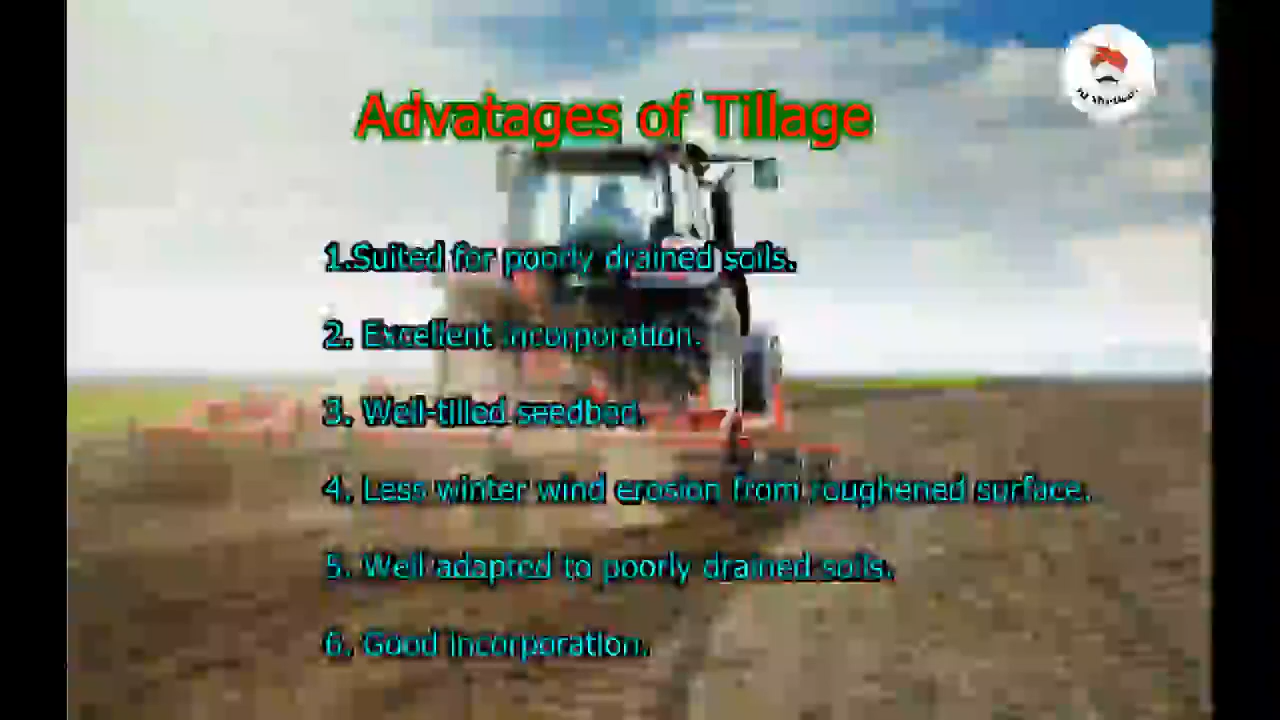 Advatages of Tillage
1.Suited for poorly drained soils.
2. Excellent incorporation.
3. Well-tilled seedbed.
4. Less winter wind erosion from roughened surface.
5. Well adapted to poorly drained soils.
6. Good incorporation.